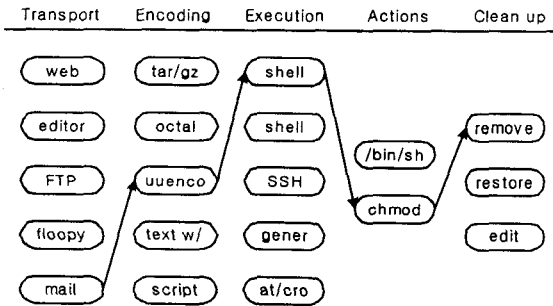 Transport Encoding Execution Actions Clean up
web tar/gz shell
editor octal shell remove
/bin/sh
FTP uuenco SSH restore
chmod
floopy text w/ gener edit
mail script at/cro